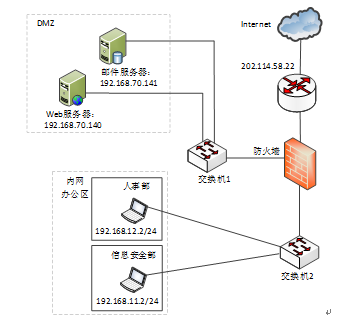 DMZ
Internet
邮件服务器：
192.168.70.141
202.114.58.22
Web服务器：
192.168.70.140
防火墙
交换机1
内网
办公区
人事部
192.168.12.2/24
信息安全部
192.168.11.2/24
交换机2